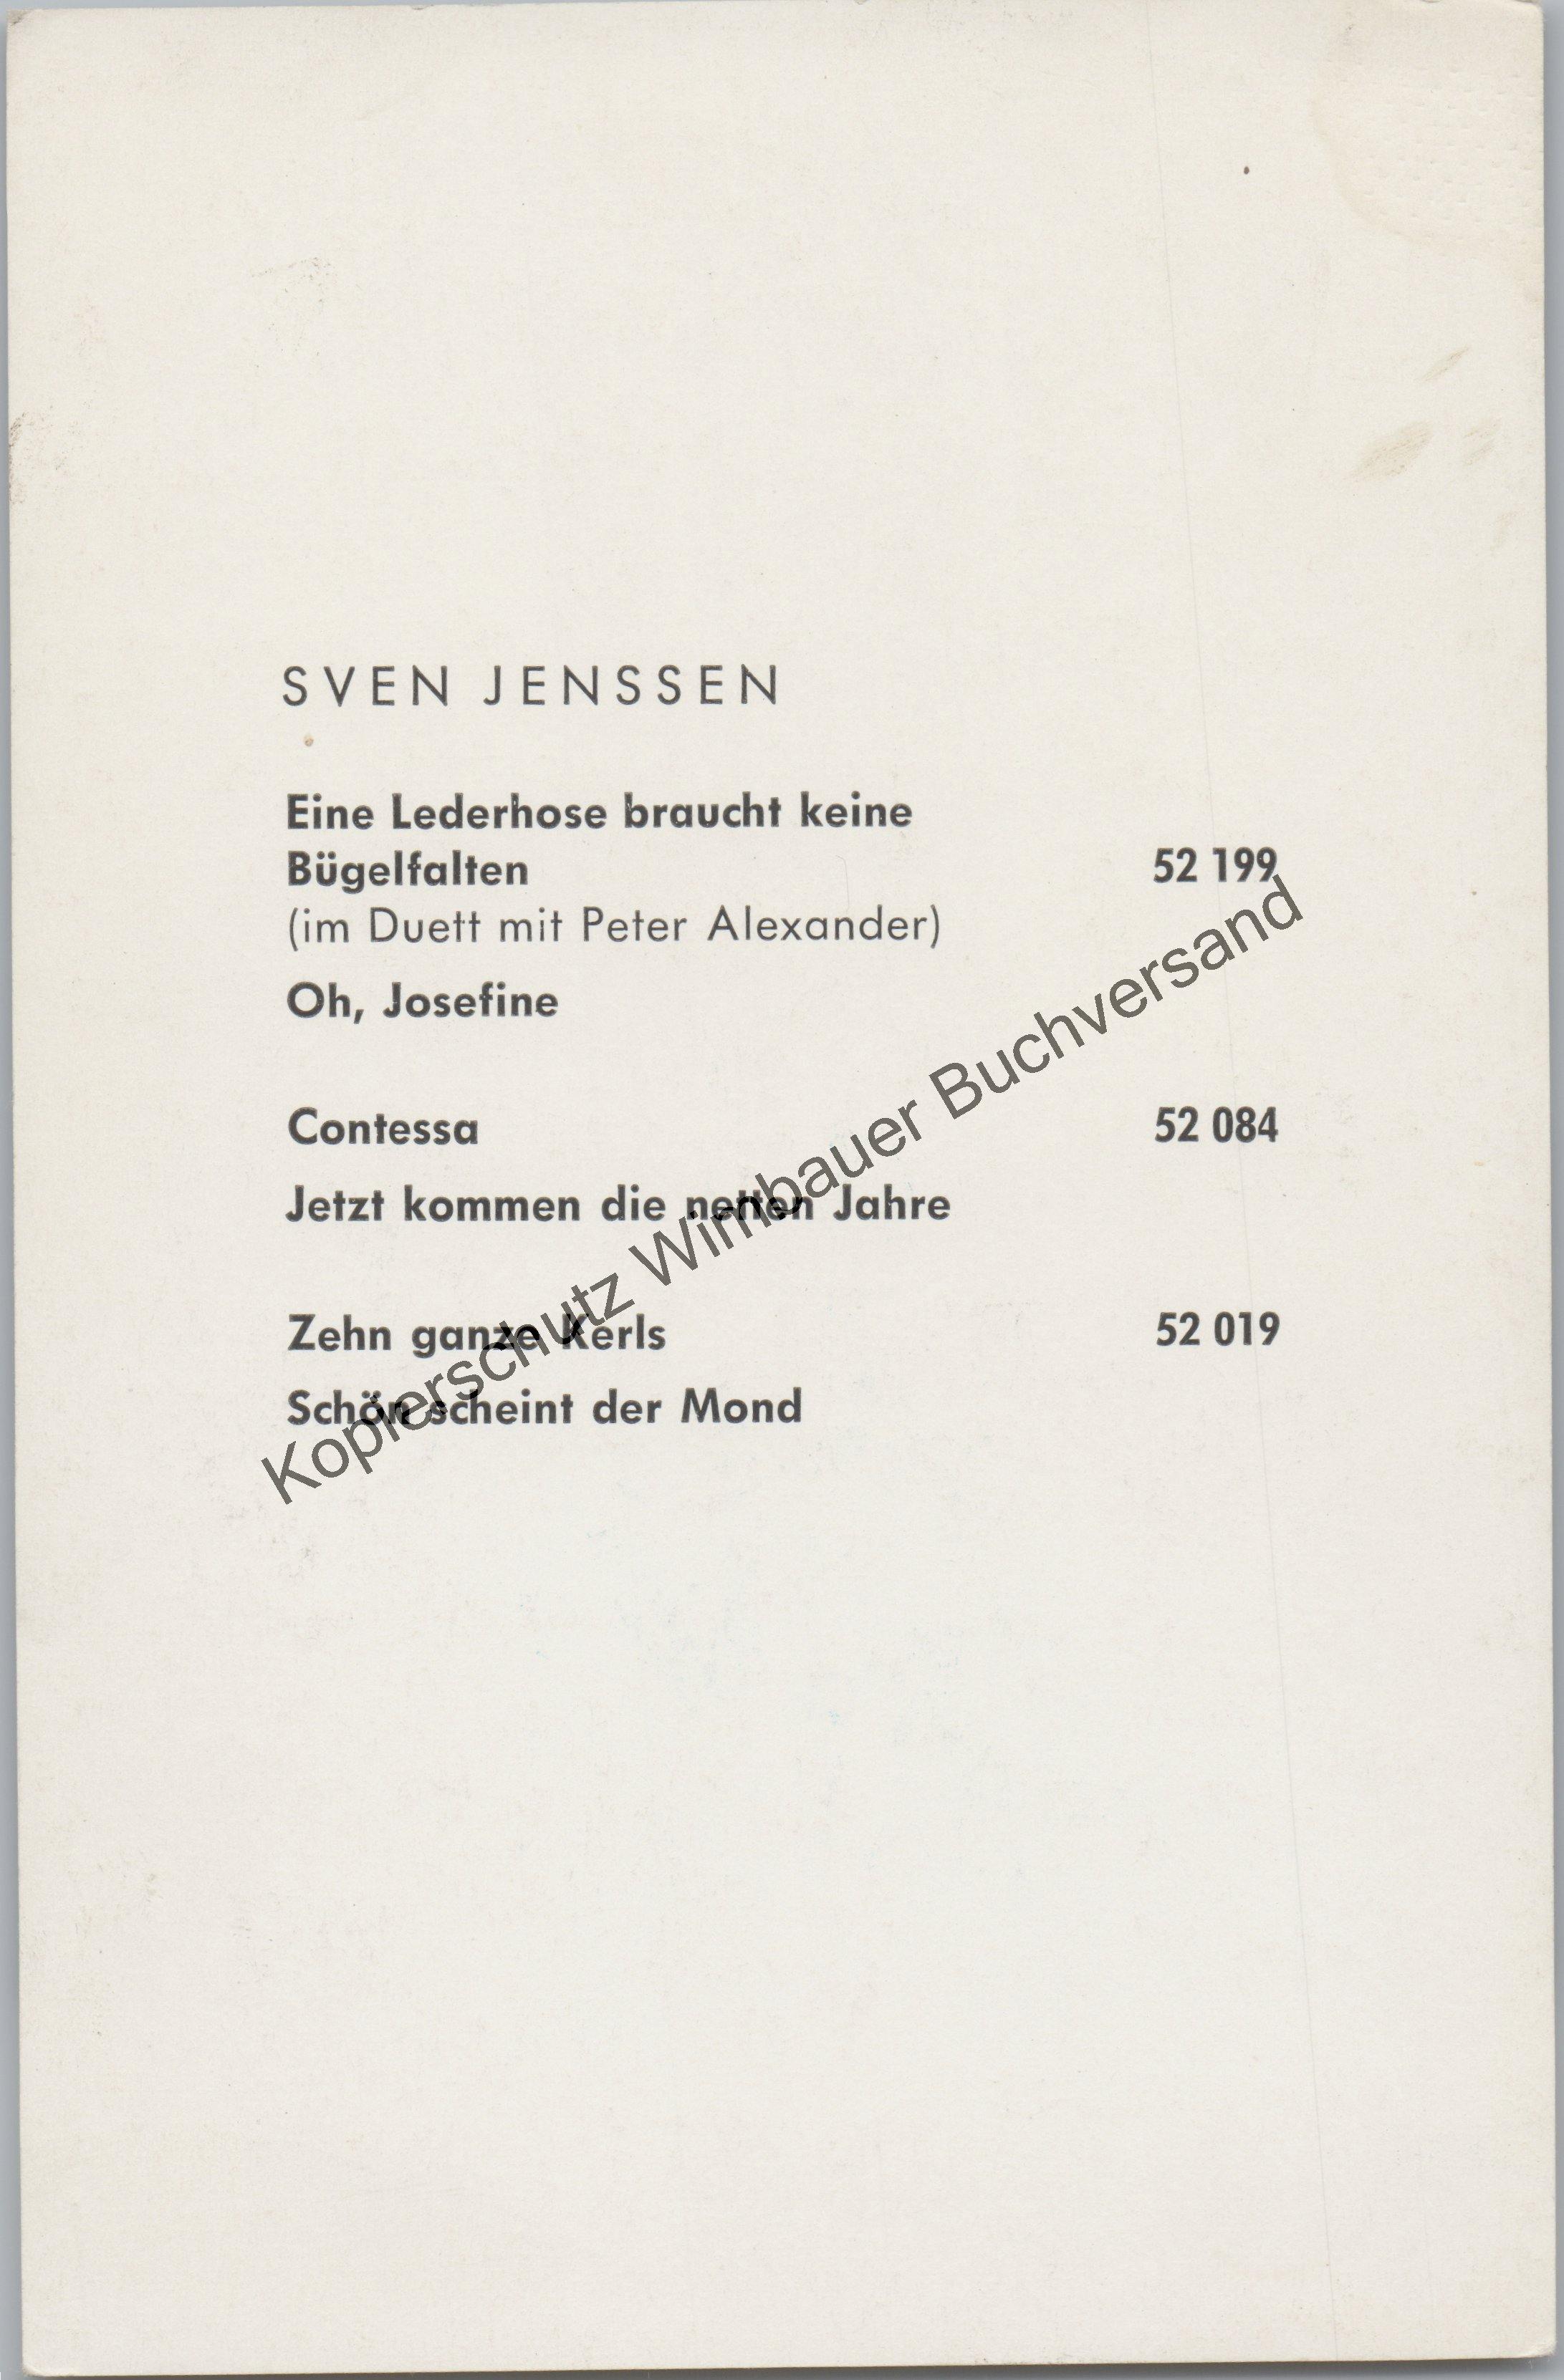 SVEN JENSSEN
Eine Lederhose braucht keine
Bügelfalten 52 199
(im Duett mit Peter Alexander)
Oh, Josefine
Contessa 52 084
Jetzt kommen die netten Jahre
Zehn ganze Kerls 52 019
Schön scheint der Mond
Kopierschutz Wimbauer Buchversand